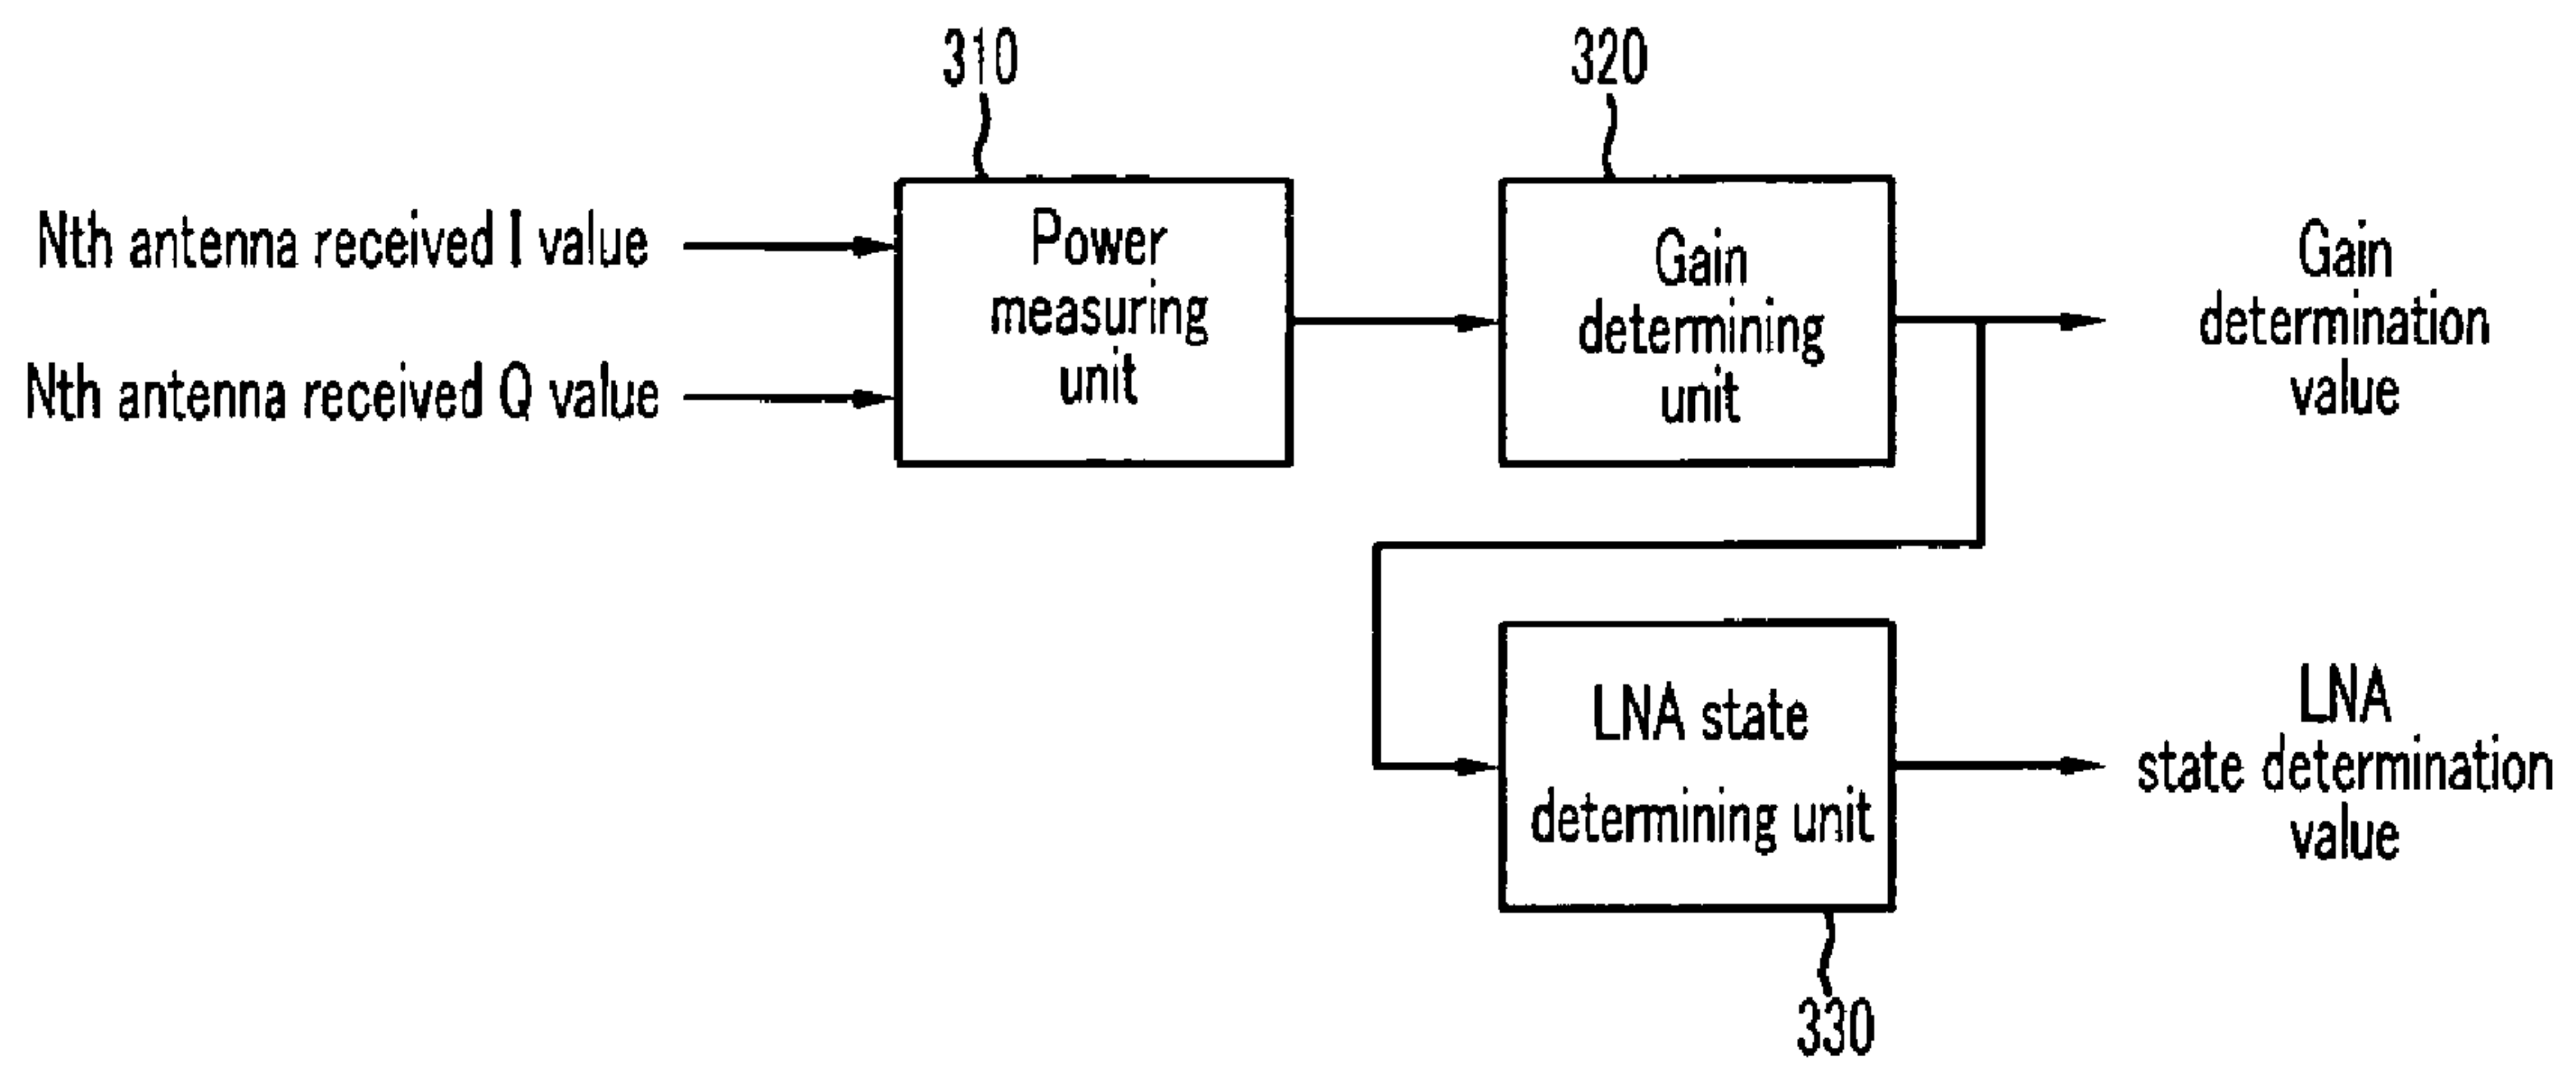 310
320
Nth antenna received I value
Nth antenna received Q value
Power
measuring
unit
Gain
determining
unit
Gain
determination
value
LNA state
determining unit
LNA
state determination
value
330